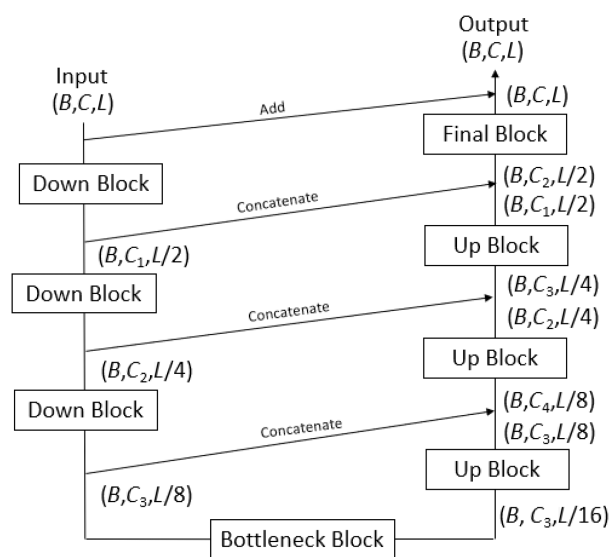 Input
(B,C,L)
Down Block
(B,C₁,L/2)
Down Block
(B,C₂,L/4)
Down Block
(B,C₃,L/8)
Bottleneck Block
Add
Concatenate
Concatenate
Concatenate
Output
(B,C,L)
(B,C,L)
Final Block
(B,C₂,L/2)
(B,C₁,L/2)
Up Block
(B,C₃,L/4)
(B,C₂,L/4)
Up Block
(B,C₄,L/8)
(B,C₃,L/8)
Up Block
(B, C₃,L/16)